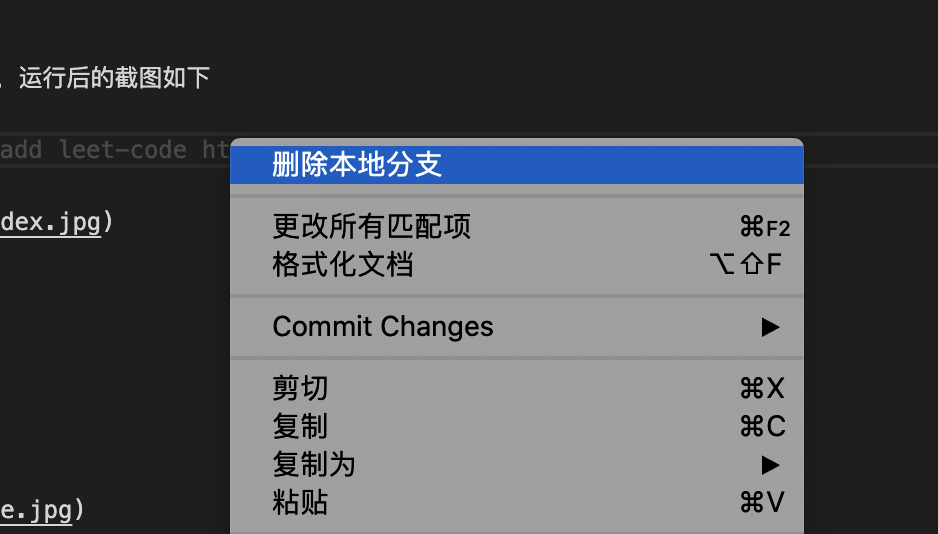 运行后的截图如下
add leet-code ht
删除本地分支
dex.jpg)
更改所有匹配项 ⌘F2
格式化文档 ⌥⇧F
Commit Changes ▶
剪切 ⌘X
复制 ⌘C
复制为 ▶
粘贴 ⌘V
e.jpg)